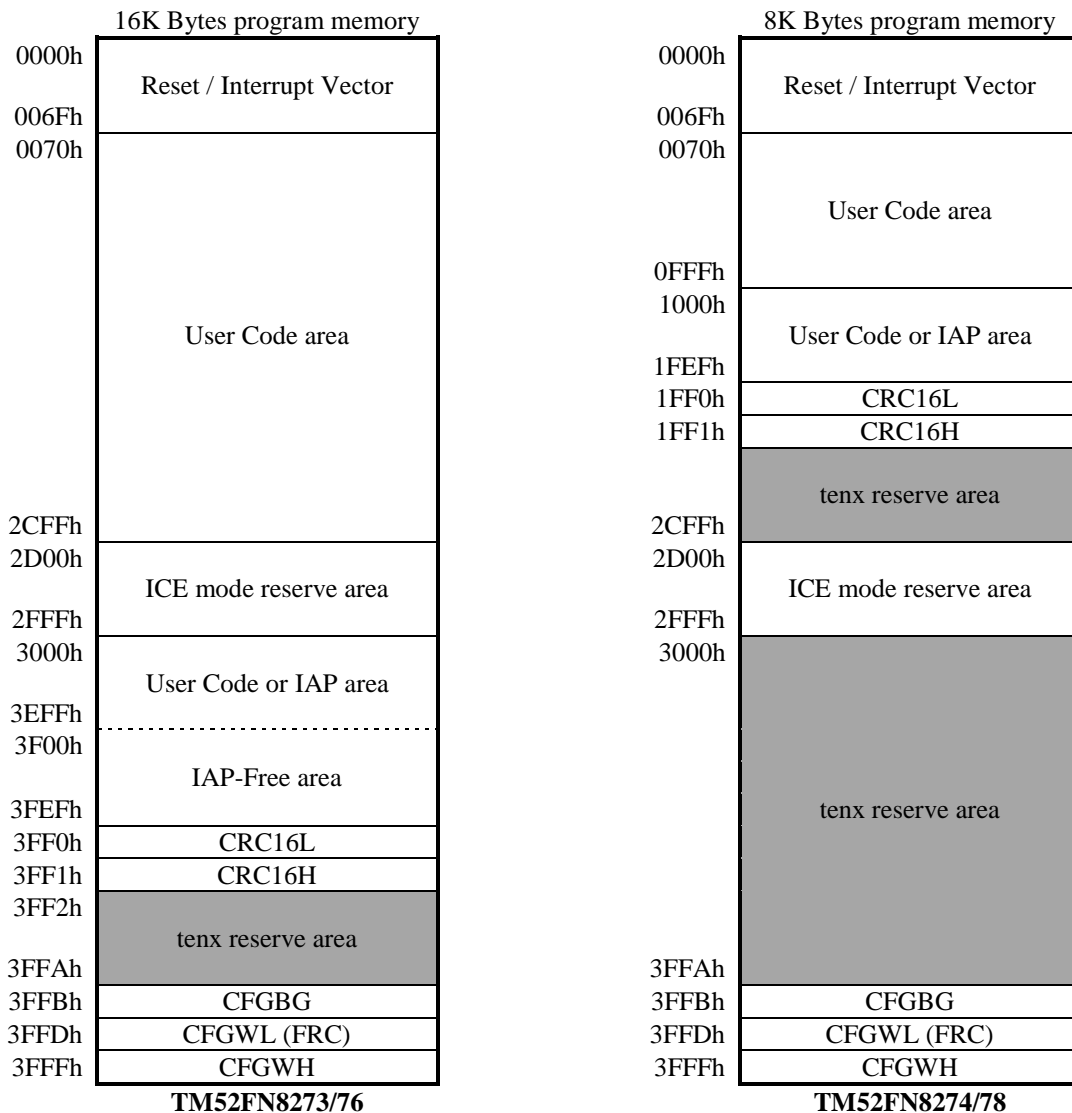 16K Bytes program memory
0000h
Reset / Interrupt Vector
006Fh
0070h
User Code area
2CFFh
2D00h
ICE mode reserve area
2FFFh
3000h
User Code or IAP area
3EFFh
3F00h
IAP-Free area
3FEFh
3FF0h CRC16L
3FF1h CRC16H
3FF2h
tenx reserve area
3FFAh
3FFBh CFGBG
3FFDh CFGWL (FRC)
3FFFh CFGWH
TM52FN8273/76
8K Bytes program memory
0000h
Reset / Interrupt Vector
006Fh
0070h
User Code area
0FFFh
1000h
User Code or IAP area
1FEFh
1FF0h CRC16L
1FF1h CRC16H
tenx reserve area
2CFFh
2D00h
ICE mode reserve area
2FFFh
3000h
tenx reserve area
3FFAh
3FFBh CFGBG
3FFDh CFGWL (FRC)
3FFFh CFGWH
TM52FN8274/78